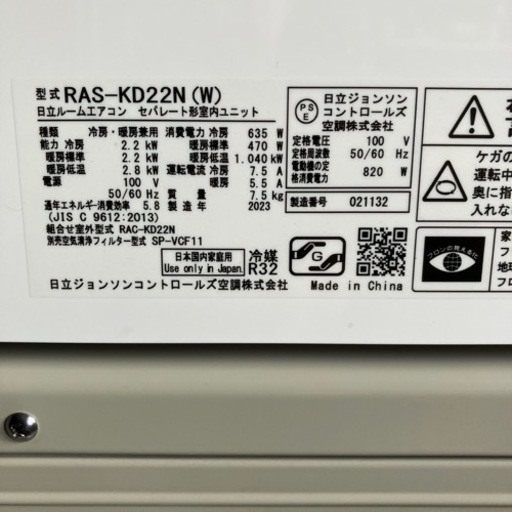 型式 RAS-KD22N(W)
日立ルームエアコン セパレート形室内ユニット
種類 冷房・暖房兼用 消費電力 冷房 635 W
能力 冷房 2.2 kW 暖房標準 470 W
暖房標準 2.2 kW 暖房低温 1.040 kW
暖房低温 2.8 kW 運転電流 冷房 7.5 A
電源 100 V 暖房 5.5 A
50/60 Hz 質量 7.5 kg
通年エネルギー消費効率 5.8 製造年 2023
(JIS C 9612:2013)
組合せ室外型式 RAC-KD22N
別売空気清浄フィルター型式 SP-VCF11
日本国内家庭用
Use only in Japan.
冷媒
R32
日立ジョンソンコントロールズ空調株式会社
PS
E
日立ジョンソン
コントロールズ
空調株式会社
定格電圧 100 V
定格周波数 50/60 Hz
電動機の定
格消費電力 820 W
製造番号 021132
G
Made in China
フロンの見える化
ケガの
運転中
奥に指
入れな
家
フ
地
フロ